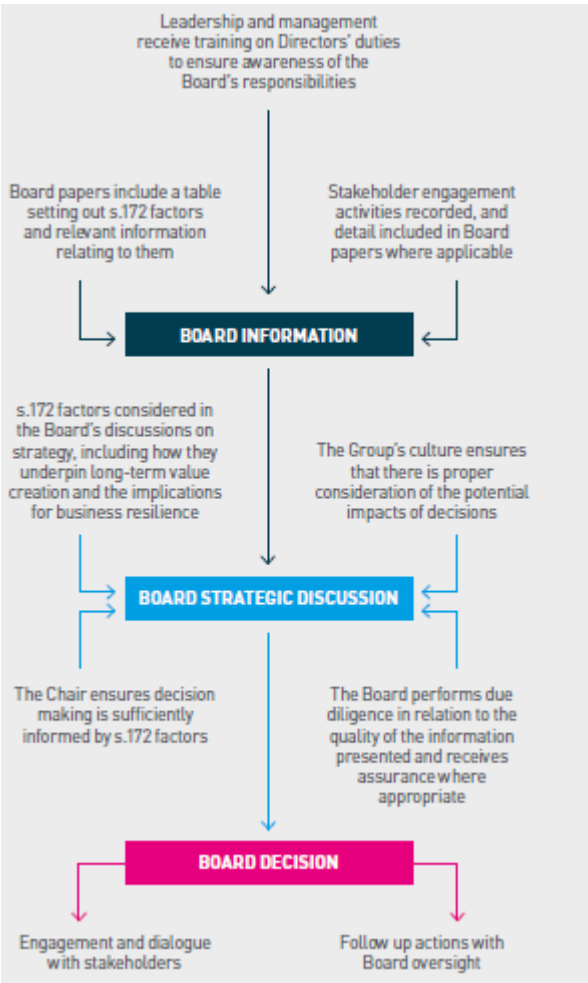 Leadership and management
receive training on Directors' duties
to ensure awareness of the
Board's responsibilities
Board papers include a table
setting out s.172 factors
and relevant information
relating to them
Stakeholder engagement
activities recorded, and
detail included in Board
papers where applicable
BOARD INFORMATION
s.172 factors considered in
the Board's discussions on
strategy, including how they
underpin long-term value
creation and the implications
for business resilience
The Group's culture ensures
that there is proper
consideration of the potential
impacts of decisions
BOARD STRATEGIC DISCUSSION
The Chair ensures decision
making is sufficiently
informed by s.172 factors
The Board performs due
diligence in relation to the
quality of the information
presented and receives
assurance where
appropriate
BOARD DECISION
Engagement and dialogue
with stakeholders
Follow up actions with
Board oversight